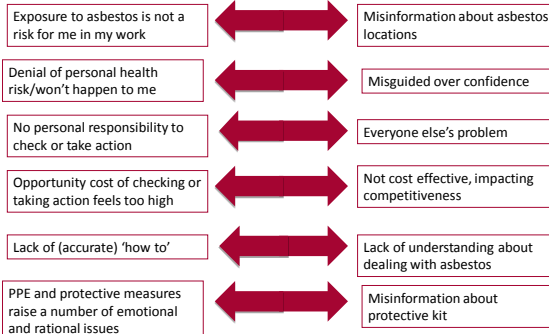 Exposure to asbestos is not a
risk for me in my work
Misinformation about asbestos
locations
Denial of personal health
risk/won't happen to me
Misguided over confidence
No personal responsibility to
check or take action
Everyone else's problem
Opportunity cost of checking or
taking action feels too high
Not cost effective, impacting
competitiveness
Lack of (accurate) 'how to'
Lack of understanding about
dealing with asbestos
PPE and protective measures
raise a number of emotional
and rational issues
Misinformation about
protective kit